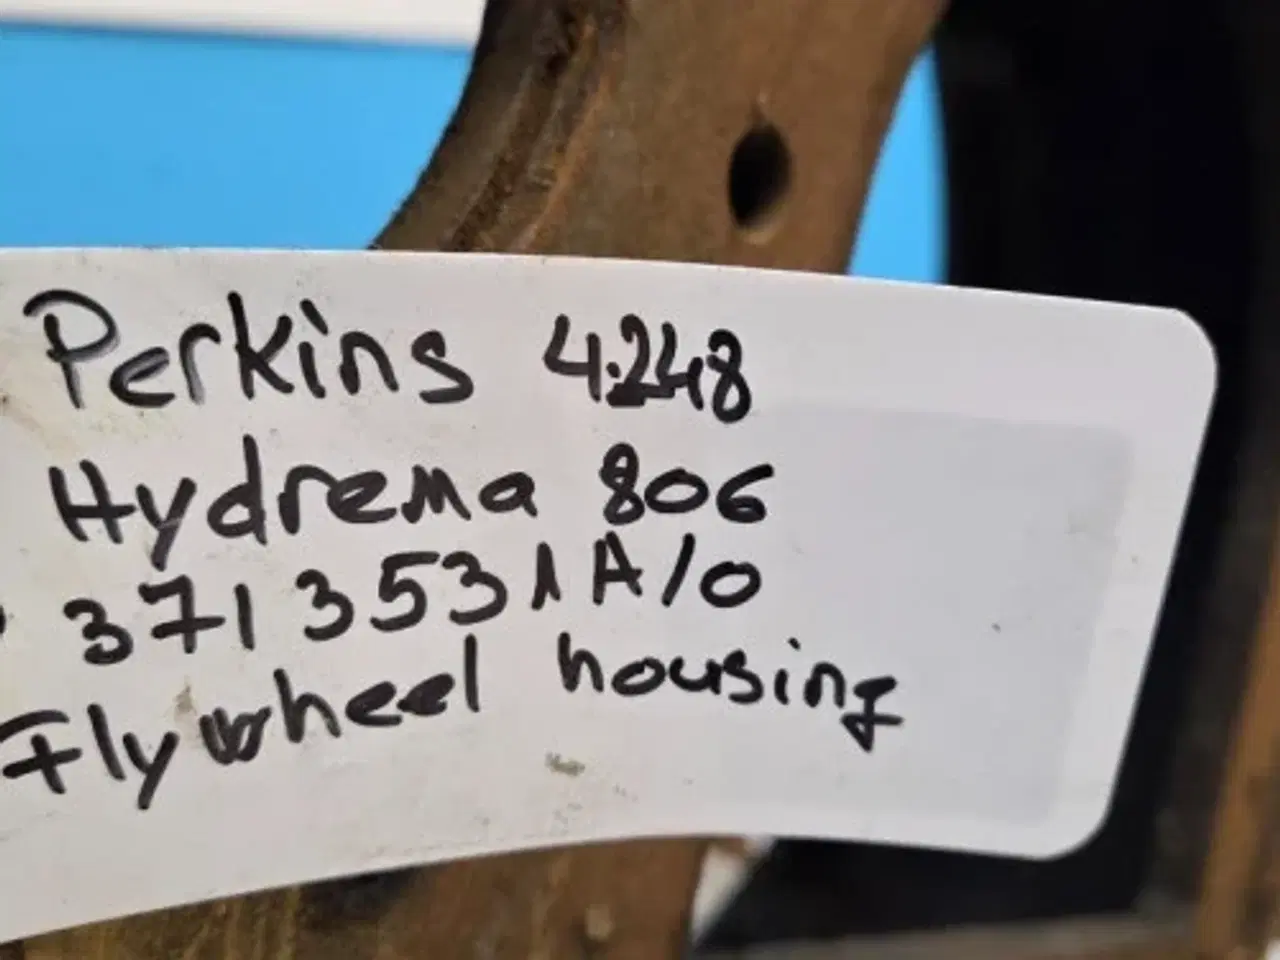 Perkins 4.248
Hydrema 806
3713531A/0
Flywheel housing